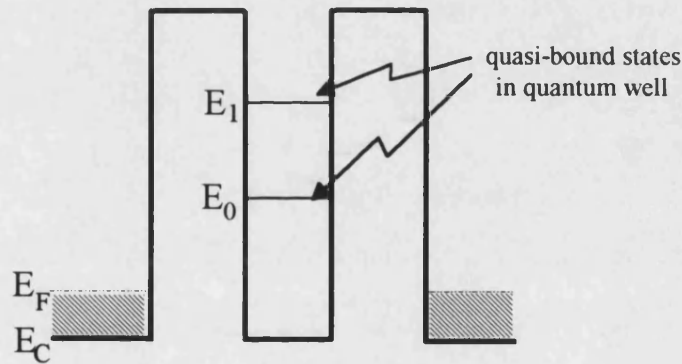 quasi-bound states
in quantum well
E1
E0
EF
EC